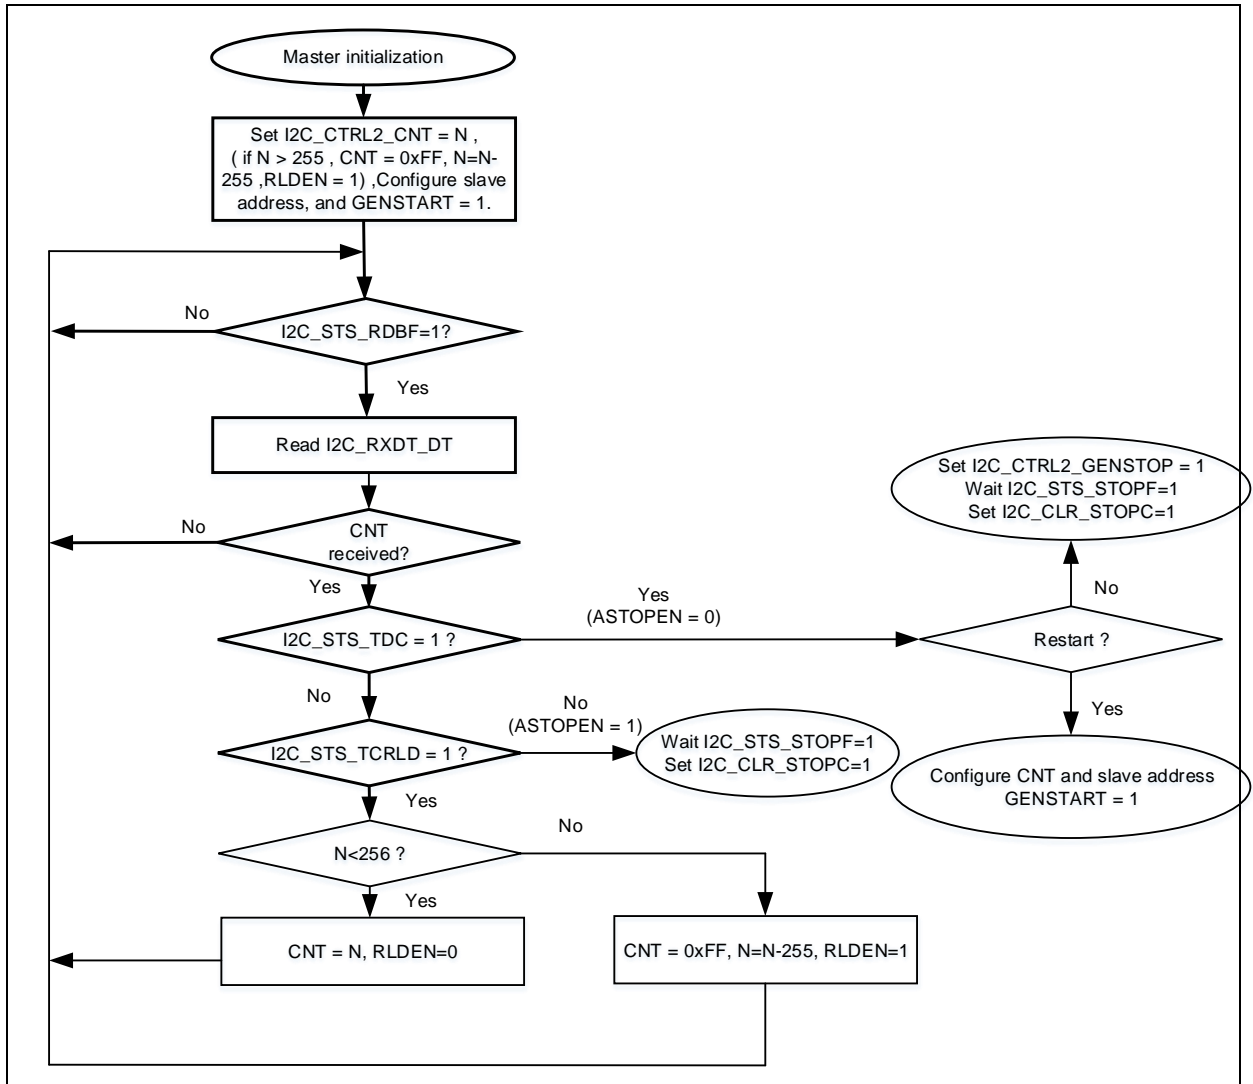 Master initialization
Set I2C_CTRL2_CNT = N ,
( if N > 255 , CNT = 0xFF, N=N-
255 ,RLDEN = 1) ,Configure slave
address, and GENSTART = 1.
No
I2C_STS_RDBF=1?
Yes
Read I2C_RXDT_DT
Set I2C_CTRL2_GENSTOP = 1
Wait I2C_STS_STOPF=1
Set I2C_CLR_STOPC=1
No
CNT
received?
Yes
Yes
(ASTOPEN = 0)
No
I2C_STS_TDC = 1 ?
Restart ?
No
No
(ASTOPEN = 1)
Yes
I2C_STS_TCRLD = 1 ?
Wait I2C_STS_STOPF=1
Set I2C_CLR_STOPC=1
Configure CNT and slave address
GENSTART = 1
Yes
No
N<256 ?
Yes
CNT = N, RLDEN=0
CNT = 0xFF, N=N-255, RLDEN=1